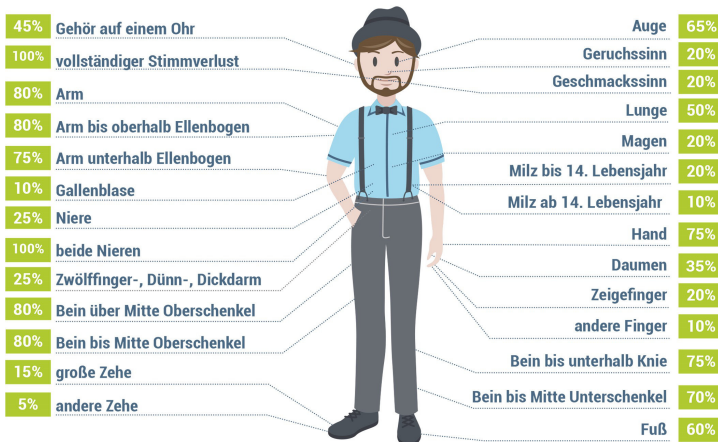 45% Gehör auf einem Ohr
100% vollständiger Stimmverlust
80% Arm
80% Arm bis oberhalb Ellenbogen
75% Arm unterhalb Ellenbogen
10% Gallenblase
25% Niere
100% beide Nieren
25% Zwölffinger-, Dünn-, Dickdarm
80% Bein über Mitte Oberschenkel
80% Bein bis Mitte Oberschenkel
15% große Zehe
5% andere Zehe
Auge 65%
Geruchssinn 20%
Geschmackssinn 20%
Lunge 50%
Magen 20%
Milz bis 14. Lebensjahr 20%
Milz ab 14. Lebensjahr 10%
Hand 75%
Daumen 35%
Zeigefinger 20%
andere Finger 10%
Bein bis unterhalb Knie 75%
Bein bis Mitte Unterschenkel 70%
Fuß 60%